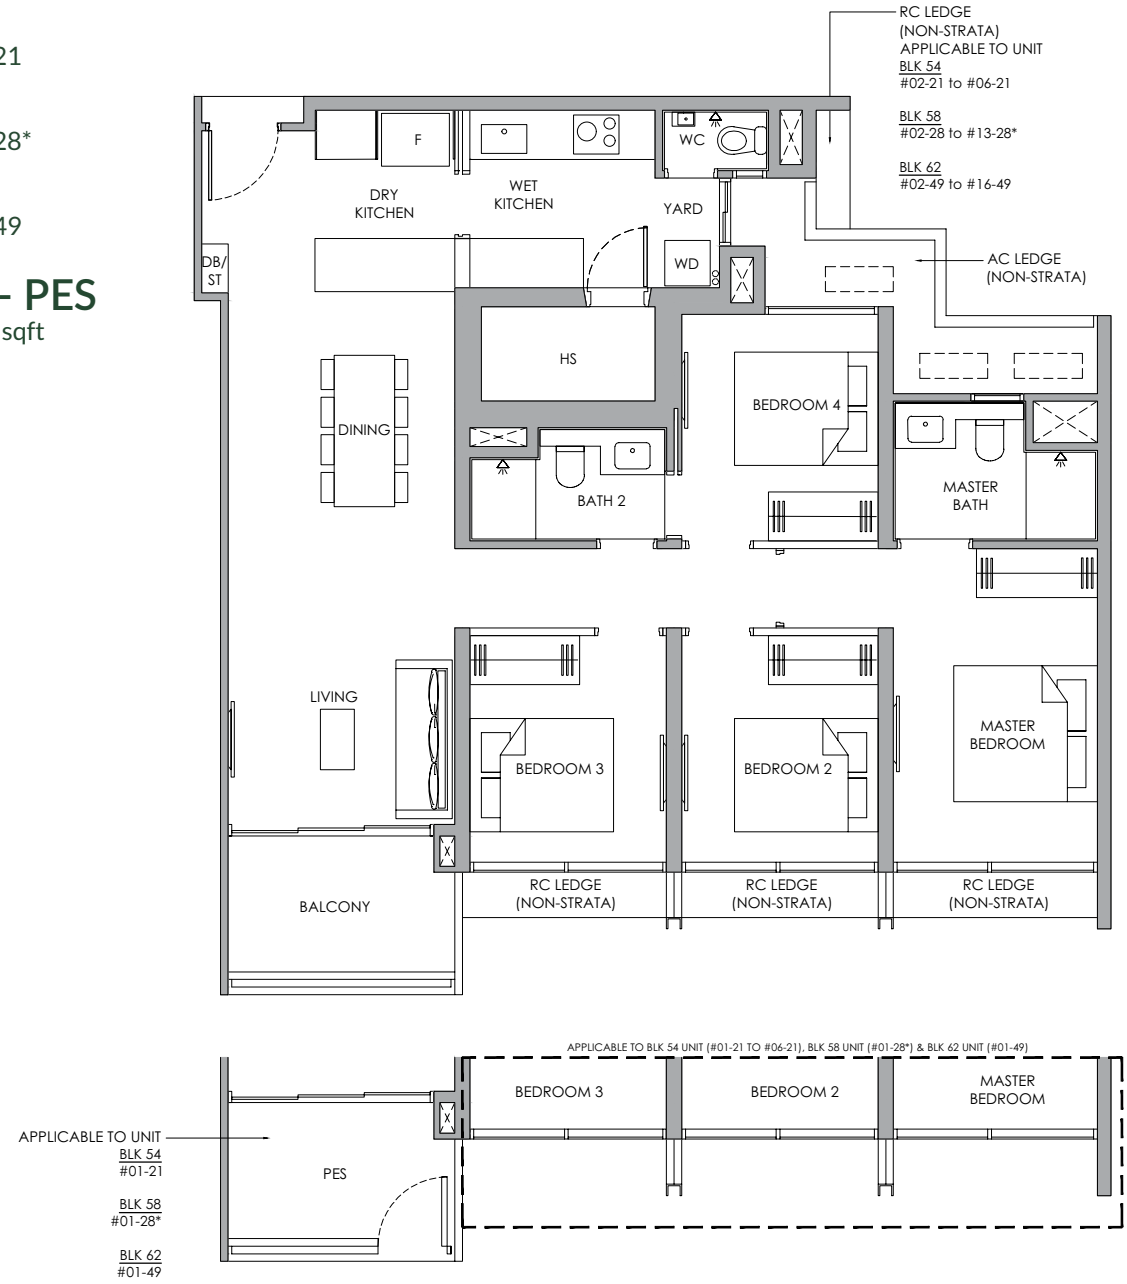 21
28*
49
- PES
sqft
RC LEDGE
(NON-STRATA)
APPLICABLE TO UNIT
BLK 54
#02-21 to #06-21
BLK 58
#02-28 to #13-28*
BLK 62
#02-49 to #16-49
F
WC
DRY
KITCHEN
WET
KITCHEN
YARD
DB/
ST
WD
AC LEDGE
(NON-STRATA)
HS
BEDROOM 4
DINING
BATH 2
MASTER
BATH
LIVING
BEDROOM 3
BEDROOM 2
MASTER
BEDROOM
BALCONY
RC LEDGE
(NON-STRATA)
RC LEDGE
(NON-STRATA)
RC LEDGE
(NON-STRATA)
APPLICABLE TO BLK 54 UNIT (#01-21 TO #06-21), BLK 58 UNIT (#01-28*) & BLK 62 UNIT (#01-49)
BEDROOM 3
BEDROOM 2
MASTER
BEDROOM
APPLICABLE TO UNIT
BLK 54
#01-21
BLK 58
#01-28*
BLK 62
#01-49
PES